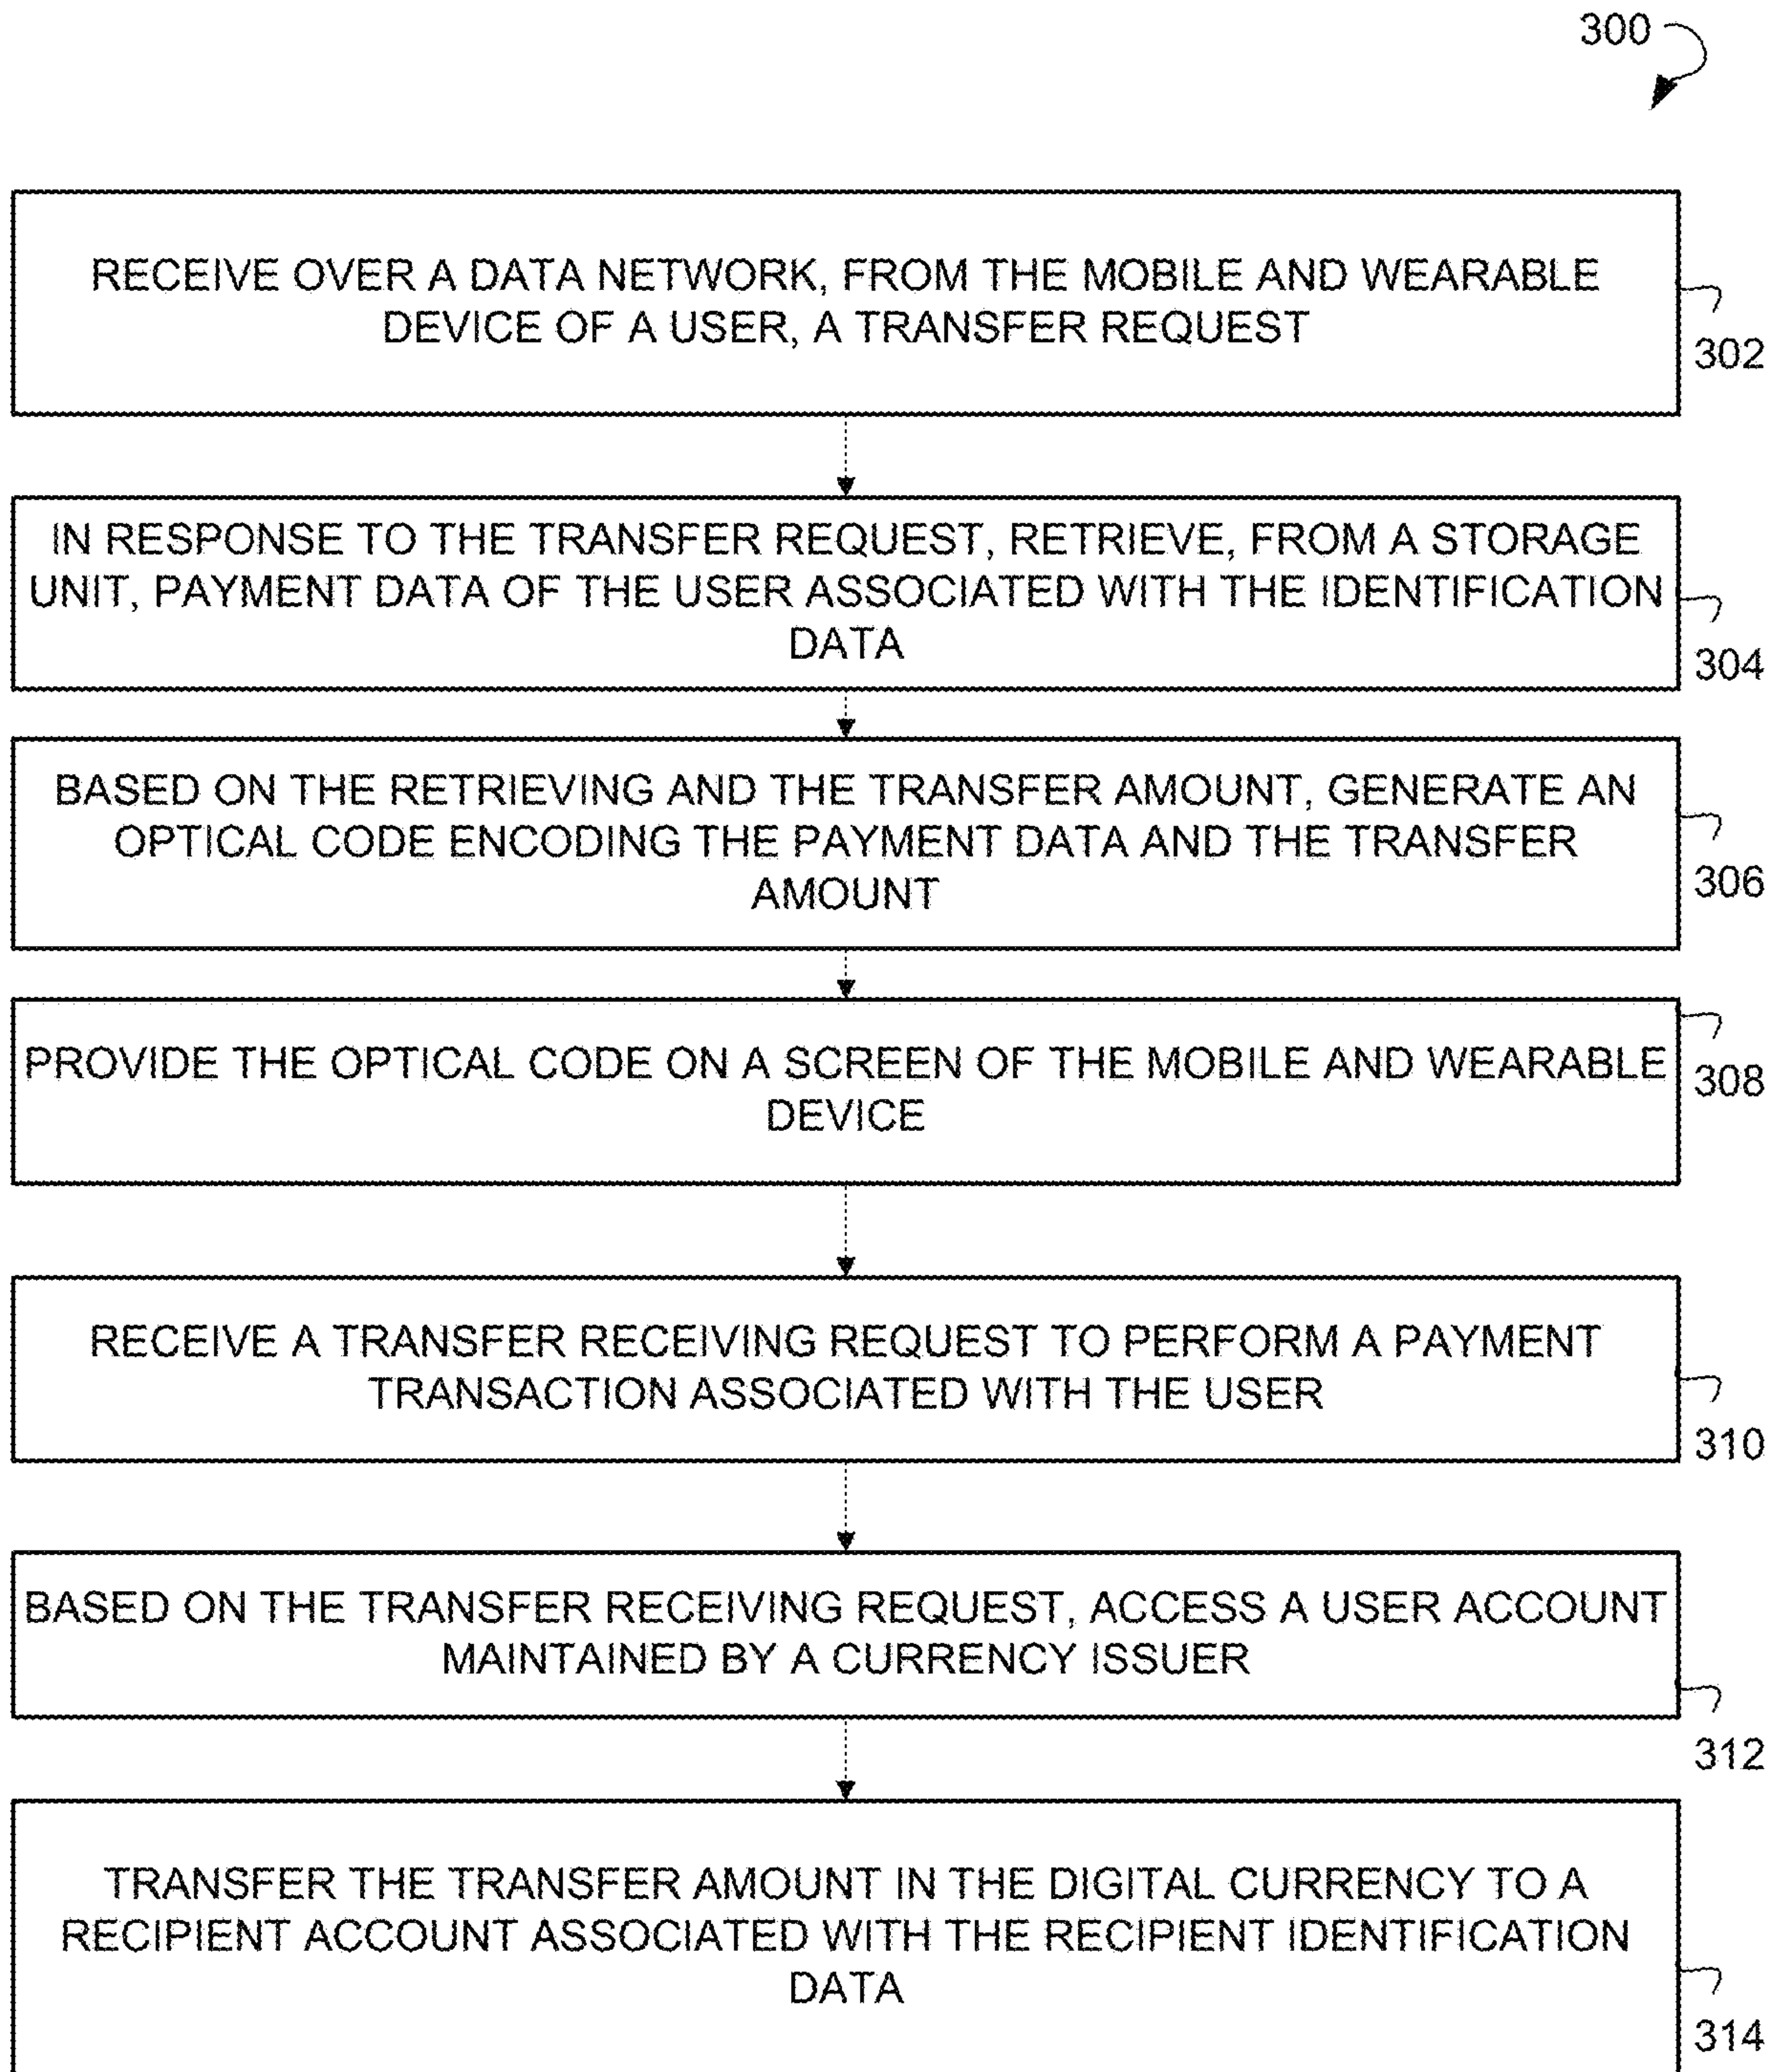 300
RECEIVE OVER A DATA NETWORK, FROM THE MOBILE AND WEARABLE
DEVICE OF A USER, A TRANSFER REQUEST
302
IN RESPONSE TO THE TRANSFER REQUEST, RETRIEVE, FROM A STORAGE
UNIT, PAYMENT DATA OF THE USER ASSOCIATED WITH THE IDENTIFICATION
DATA
304
BASED ON THE RETRIEVING AND THE TRANSFER AMOUNT, GENERATE AN
OPTICAL CODE ENCODING THE PAYMENT DATA AND THE TRANSFER
AMOUNT
306
PROVIDE THE OPTICAL CODE ON A SCREEN OF THE MOBILE AND WEARABLE
DEVICE
308
RECEIVE A TRANSFER RECEIVING REQUEST TO PERFORM A PAYMENT
TRANSACTION ASSOCIATED WITH THE USER
310
BASED ON THE TRANSFER RECEIVING REQUEST, ACCESS A USER ACCOUNT
MAINTAINED BY A CURRENCY ISSUER
312
TRANSFER THE TRANSFER AMOUNT IN THE DIGITAL CURRENCY TO A
RECIPIENT ACCOUNT ASSOCIATED WITH THE RECIPIENT IDENTIFICATION
DATA
314